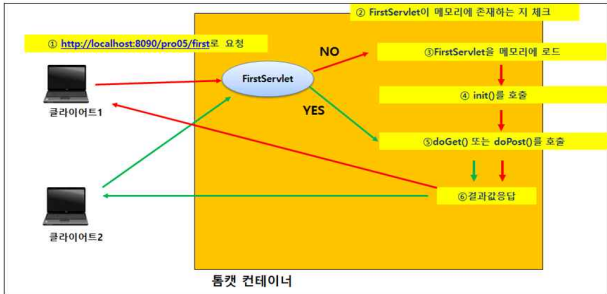 ② FirstServlet이 메모리에 존재하는 지 체크
① http://localhost:8090/pro05/first로 요청
NO
③FirstServlet을 메모리에 로드
FirstServlet
④ init()를 호출
클라이어트1
YES
⑤doGet() 또는 doPost()를 호출
⑥결과값응답
클라이어트2
톰캣 컨테이너